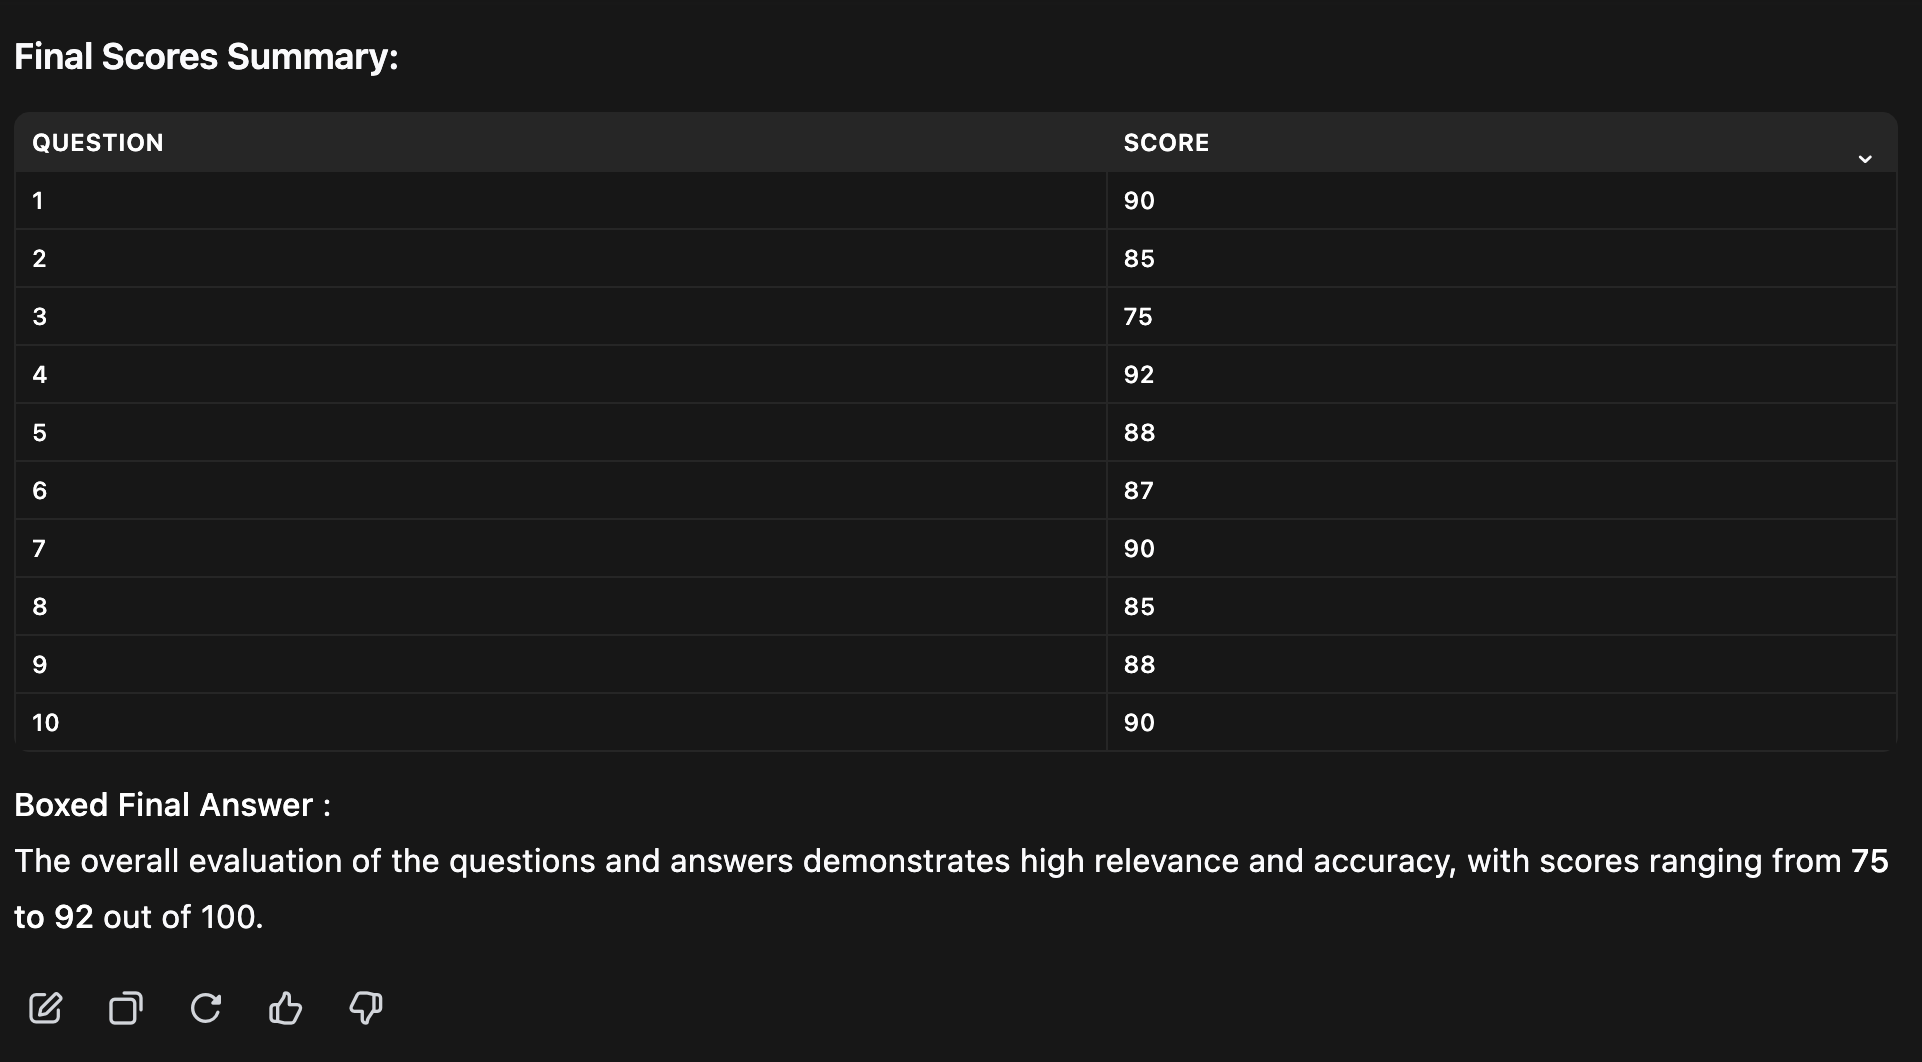 Final Scores Summary:
QUESTION SCORE
1 90
2 85
3 75
4 92
5 88
6 87
7 90
8 85
9 88
10 90
Boxed Final Answer :
The overall evaluation of the questions and answers demonstrates high relevance and accuracy, with scores ranging from 75
to 92 out of 100.